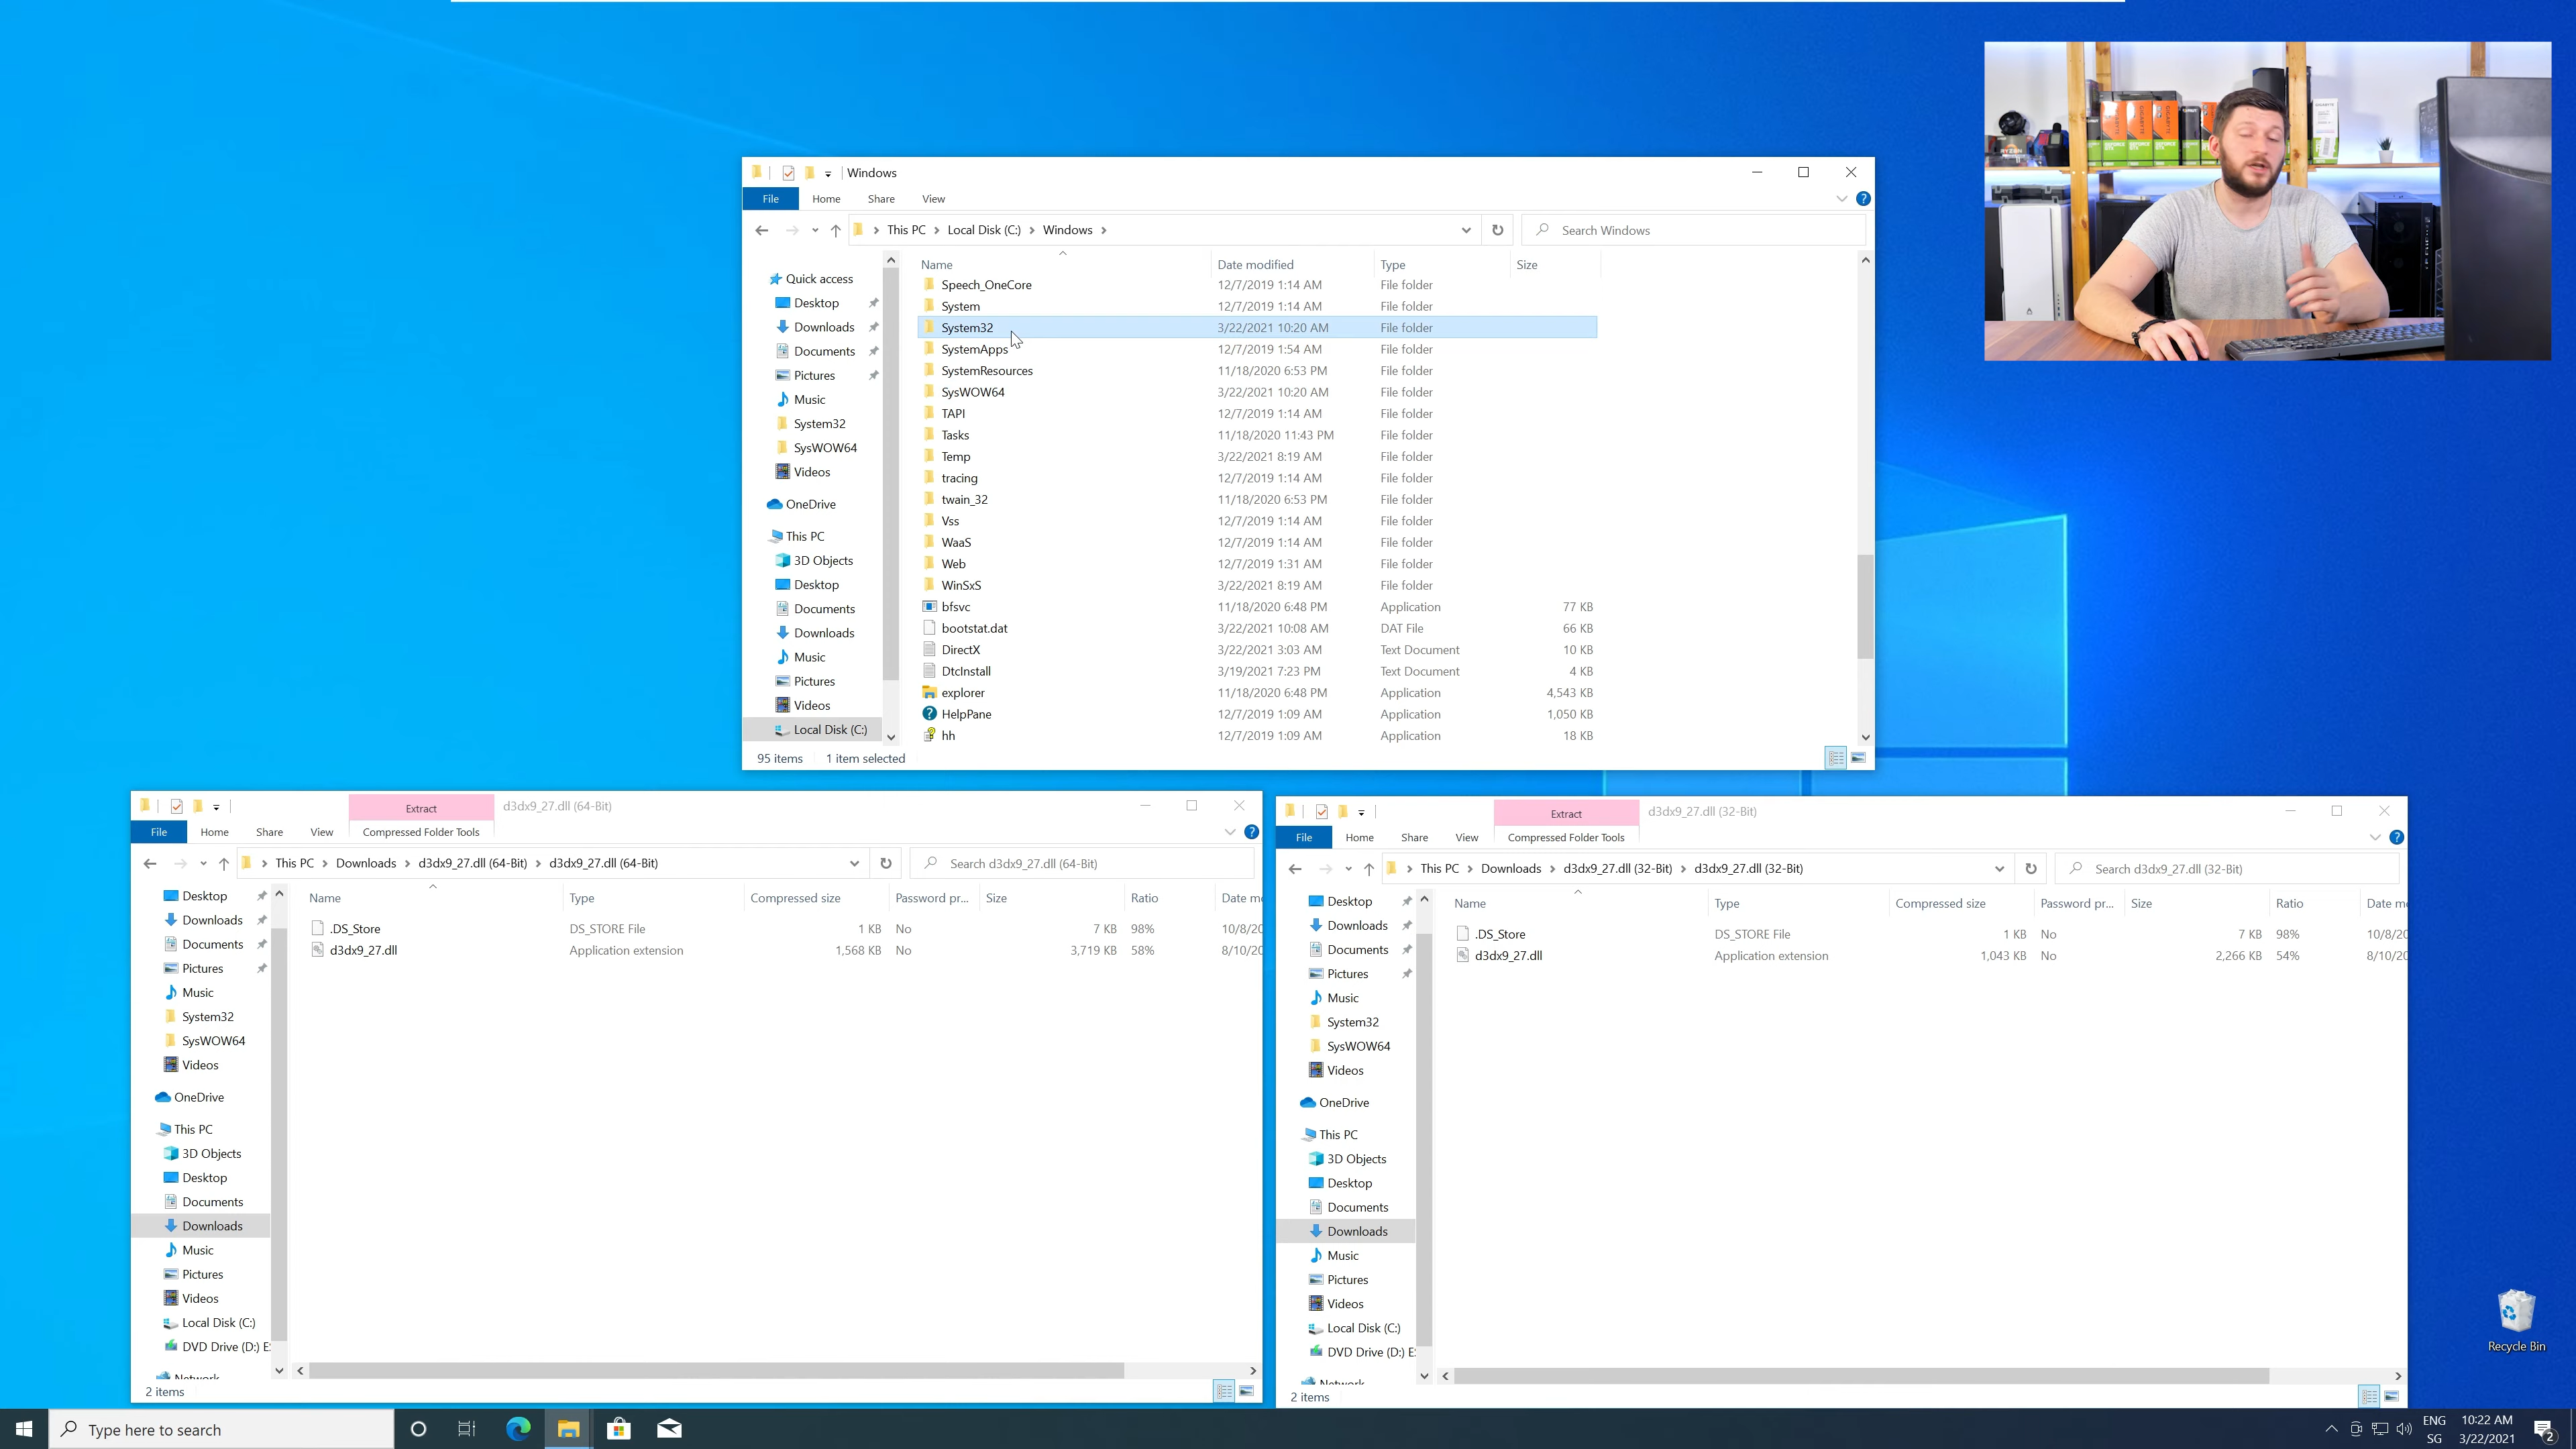 Windows
File Home Share View
This PC Local Disk (C:) Windows
Search Windows
Name Date modified Type Size
Quick access
Desktop
Downloads
Documents
Pictures
Music
System32
SysWOW64
Videos
OneDrive
This PC
3D Objects
Desktop
Documents
Downloads
Music
Pictures
Videos
Local Disk (C:)
Speech_OneCore 12/7/2019 1:14 AM File folder
System 12/7/2019 1:14 AM File folder
System32 3/22/2021 10:20 AM File folder
SystemApps 12/7/2019 1:54 AM File folder
SystemResources 11/18/2020 6:53 PM File folder
SysWOW64 3/22/2021 10:20 AM File folder
TAPI 12/7/2019 1:14 AM File folder
Tasks 11/18/2020 11:43 PM File folder
Temp 3/22/2021 8:19 AM File folder
tracing 12/7/2019 1:14 AM File folder
twain_32 11/18/2020 6:53 PM File folder
Vss 12/7/2019 1:14 AM File folder
WaaS 12/7/2019 1:14 AM File folder
Web 12/7/2019 1:31 AM File folder
WinSxS 3/22/2021 8:19 AM File folder
bfsvc 11/18/2020 6:48 PM Application 77 KB
bootstat.dat 3/22/2021 10:08 AM DAT File 66 KB
DirectX 3/22/2021 3:03 AM Text Document 10 KB
DtcInstall 3/19/2021 7:23 PM Text Document 4 KB
explorer 11/18/2020 6:48 PM Application 4,543 KB
HelpPane 12/7/2019 1:09 AM Application 1,050 KB
hh 12/7/2019 1:09 AM Application 18 KB
95 items 1 item selected
Extract d3dx9_27.dll (64-Bit)
File Home Share View Compressed Folder Tools
This PC Downloads d3dx9_27.dll (64-Bit) d3dx9_27.dll (64-Bit)
Search d3dx9_27.dll (64-Bit)
Name Type Compressed size Password pr... Size Ratio Date m
.DS_Store DS_STORE File 1 KB No 7 KB 98% 10/8/20
d3dx9_27.dll Application extension 1,568 KB No 3,719 KB 58% 8/10/20
Desktop
Downloads
Documents
Pictures
Music
System32
SysWOW64
Videos
OneDrive
This PC
3D Objects
Desktop
Documents
Downloads
Music
Pictures
Videos
Local Disk (C:)
DVD Drive (D:) E
Network
2 items
Extract d3dx9_27.dll (32-Bit)
File Home Share View Compressed Folder Tools
This PC Downloads d3dx9_27.dll (32-Bit) d3dx9_27.dll (32-Bit)
Search d3dx9_27.dll (32-Bit)
Name Type Compressed size Password pr... Size Ratio Date m
.DS_Store DS_STORE File 1 KB No 7 KB 98% 10/8/20
d3dx9_27.dll Application extension 1,043 KB No 2,266 KB 54% 8/10/20
Desktop
Downloads
Documents
Pictures
Music
System32
SysWOW64
Videos
OneDrive
This PC
3D Objects
Desktop
Documents
Downloads
Music
Pictures
Videos
Local Disk (C:)
DVD Drive (D:) E
Network
2 items
Recycle Bin
Type here to search
ENG
SG
10:22 AM
3/22/2021
2